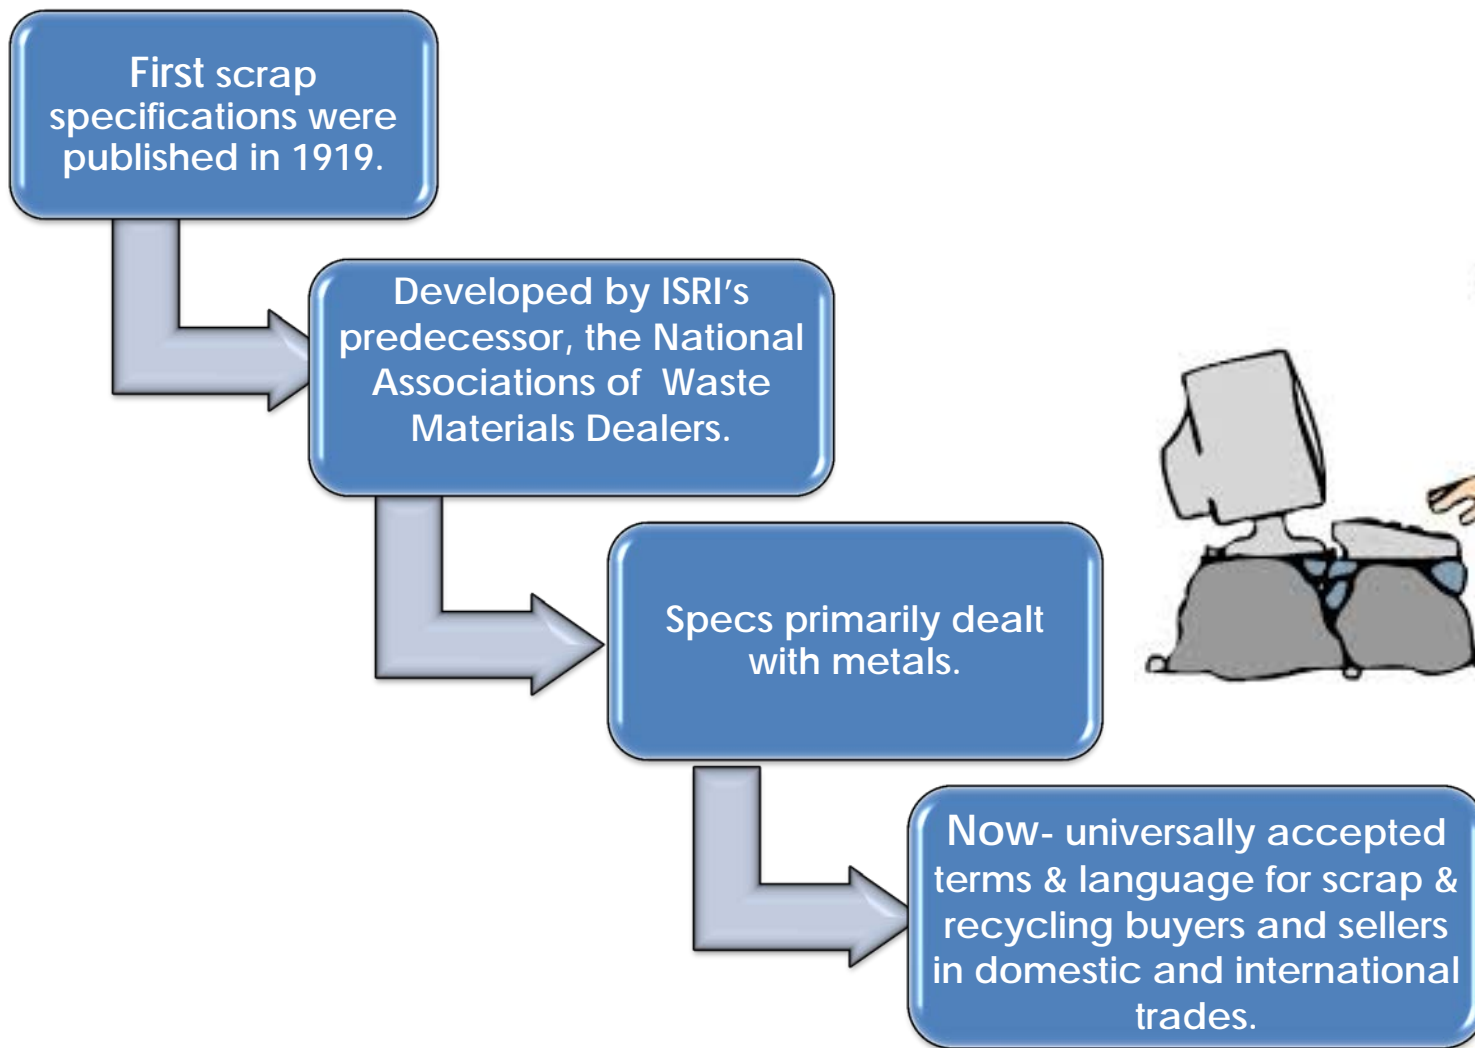 First scrap
specifications were
published in 1919.
Developed by ISRI's
predecessor, the National
Associations of Waste
Materials Dealers.
Specs primarily dealt
with metals.
Now- universally accepted
terms & language for scrap &
recycling buyers and sellers
in domestic and international
trades.